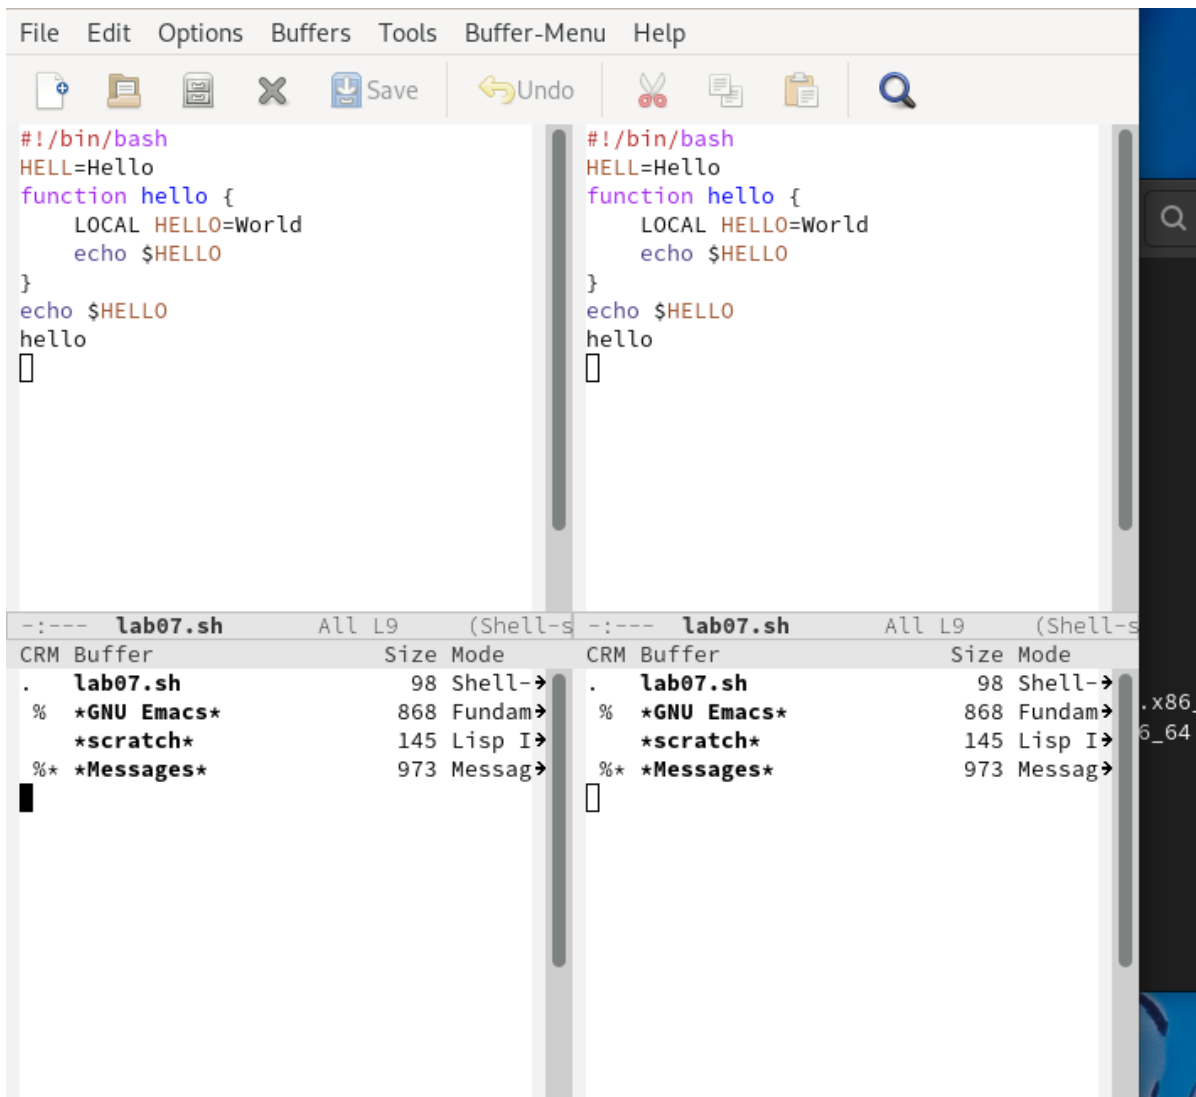 File Edit Options Buffers Tools Buffer-Menu Help
Save Undo
#!/bin/bash
HELL=Hello
function hello {
    LOCAL HELLO=World
    echo $HELLO
}
echo $HELLO
hello
-:--- lab07.sh All L9 (Shell-s
CRM Buffer Size Mode
. lab07.sh 98 Shell-→
% *GNU Emacs* 868 Fundam→
*scratch* 145 Lisp I→
%* *Messages* 973 Messag→
#!/bin/bash
HELL=Hello
function hello {
    LOCAL HELLO=World
    echo $HELLO
}
echo $HELLO
hello
-:--- lab07.sh All L9 (Shell-s
CRM Buffer Size Mode
. lab07.sh 98 Shell-→
% *GNU Emacs* 868 Fundam→
*scratch* 145 Lisp I→
%* *Messages* 973 Messag→
.x86_
6_64